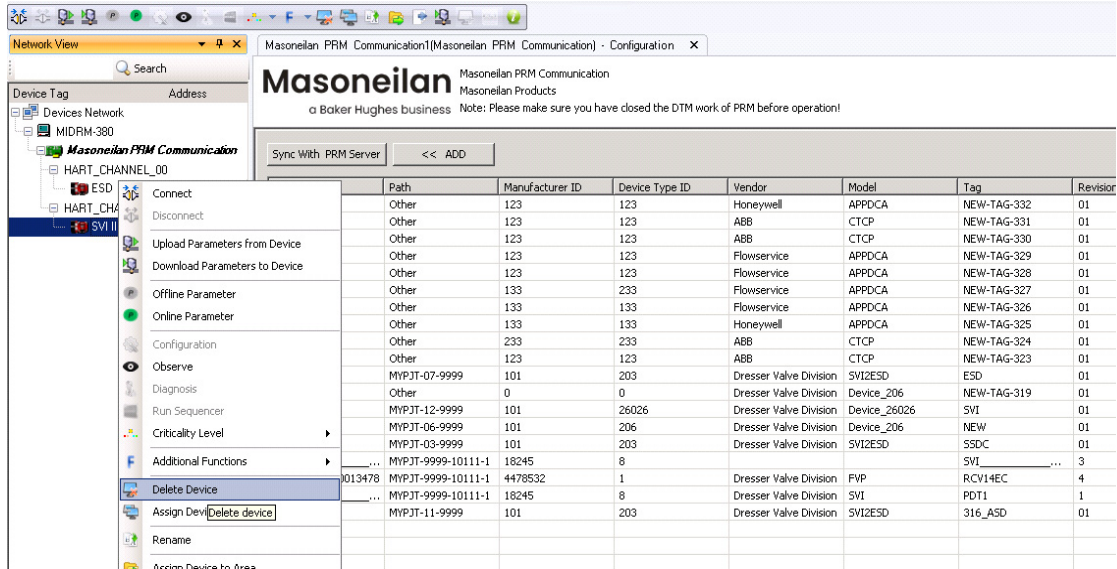 Network View
Masoneilan PRM Communication1(Masoneilan PRM Communication) - Configuration X
Search
Device Tag Address
Devices Network
MIDRM-380
Masoneilan PRM Communication
HART_CHANNEL_00
ESD
HART_CHA
SVI II
Masoneilan
a Baker Hughes business
Masoneilan PRM Communication
Masoneilan Products
Note: Please make sure you have closed the DTM work of PRM before operation!
Sync With PRM Server
<< ADD
Connect
Disconnect
Upload Parameters from Device
Download Parameters to Device
Offline Parameter
Online Parameter
Configuration
Observe
Diagnosis
Run Sequencer
Criticality Level
Additional Functions
Delete Device
Assign Devi
Delete device
Rename
Assign Device to Area
Path Manufacturer ID Device Type ID Vendor Model Tag Revision
Other 123 123 Honeywell APPDCA NEW-TAG-332 01
Other 123 123 ABB CTCP NEW-TAG-331 01
Other 123 123 ABB CTCP NEW-TAG-330 01
Other 123 123 Flowservice APPDCA NEW-TAG-329 01
Other 123 123 Flowservice APPDCA NEW-TAG-328 01
Other 133 233 Flowservice APPDCA NEW-TAG-327 01
Other 133 133 Flowservice APPDCA NEW-TAG-326 01
Other 133 133 Honeywell APPDCA NEW-TAG-325 01
Other 233 233 ABB CTCP NEW-TAG-324 01
Other 123 123 ABB CTCP NEW-TAG-323 01
MYPJT-07-9999 101 203 Dresser Valve Division SVI2ESD ESD 01
Other 0 0 Dresser Valve Division Device_206 NEW-TAG-319 01
MYPJT-12-9999 101 26026 Dresser Valve Division Device_26026 SVI 01
MYPJT-06-9999 101 206 Dresser Valve Division Device_206 NEW 01
MYPJT-03-9999 101 203 Dresser Valve Division SVI2ESD SSDC 01
... MYPJT-9999-10111-1 18245 8 SVI______... 3
0013478 MYPJT-9999-10111-1 4478532 1 Dresser Valve Division FVP RCV14EC 4
... MYPJT-9999-10111-1 18245 8 Dresser Valve Division SVI PDT1 1
MYPJT-11-9999 101 203 Dresser Valve Division SVI2ESD 316_ASD 01